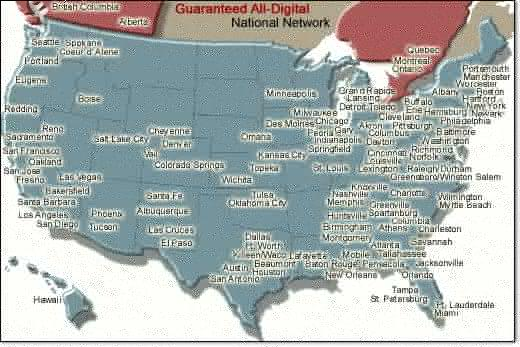 British Columbia
Alberta
Guaranteed All-Digital
National Network
Quebec
Montreal
Ontario
Seattle
Spokane
Coeur d'Alene
Portland
Eugene
Boise
Redding
Reno
Sacramento
San Francisco
Oakland
San Jose
Fresno
Las Vegas
Bakersfield
Santa Barbara
Los Angeles
San Diego
Phoenix
Tucson
Salt Lake City
Cheyenne
Denver
Vail
Colorado Springs
Santa Fe
Albuquerque
Las Cruces
El Paso
Minneapolis
Des Moines
Omaha
Kansas City
Topeka
Wichita
Tulsa
Oklahoma City
Dallas
Ft. Worth
Killeen/Waco
Austin
Beaumont
Houston
San Antonio
Lafayette
Baton Rouge
New Orleans
Milwaukee
Chicago
Peoria
Gary
Indianapolis
Springfield
St. Louis
Grand Rapids
Lansing
Detroit
Toledo
Akron
Cleveland
Erie
Buffalo
Pittsburgh
Columbus
Dayton
Cincinnati
Louisville
Lexington
Portsmouth
Manchester
Worcester
Boston
Albany
Hartford
New York
Newark
Harrisburg
Philadelphia
Baltimore
Washington
Richmond
Norfolk
Raleigh/Durham
Greensboro/Winston Salem
Knoxville
Nashville
Memphis
Charlotte
Greenville
Spartanburg
Wilmington
Myrtle Beach
Huntsville
Birmingham
Montgomery
Columbia
Athens
Charleston
Atlanta
Savannah
Mobile
Tallahassee
Pensacola
Jacksonville
Orlando
Tampa
St. Petersburg
Ft. Lauderdale
Miami
Hawaii